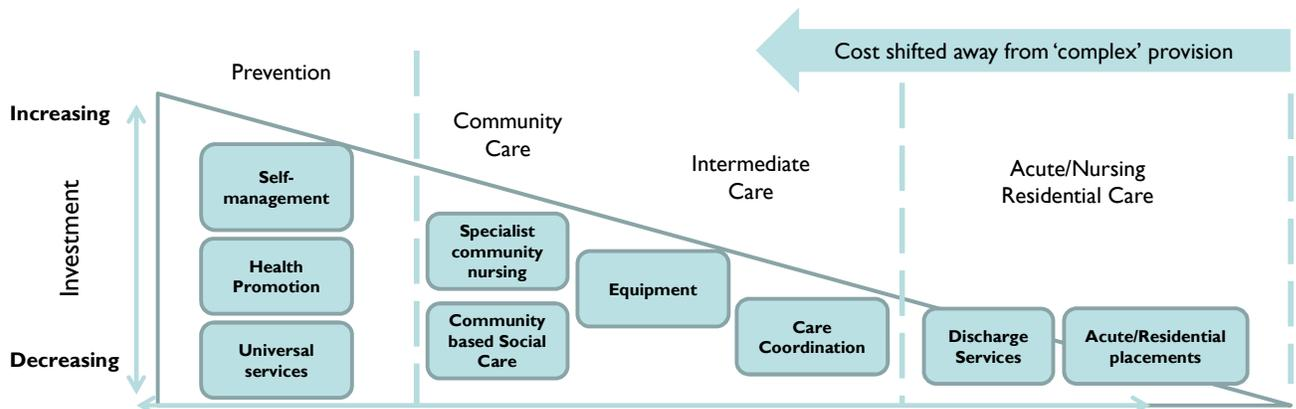 Cost shifted away from ‘complex’ provision
Prevention
Increasing
Community
Care
Intermediate
Care
Acute/Nursing
Residential Care
Investment
Self-
management
Health
Promotion
Universal
services
Specialist
community
nursing
Community
based Social
Care
Equipment
Care
Coordination
Discharge
Services
Acute/Residential
placements
Decreasing